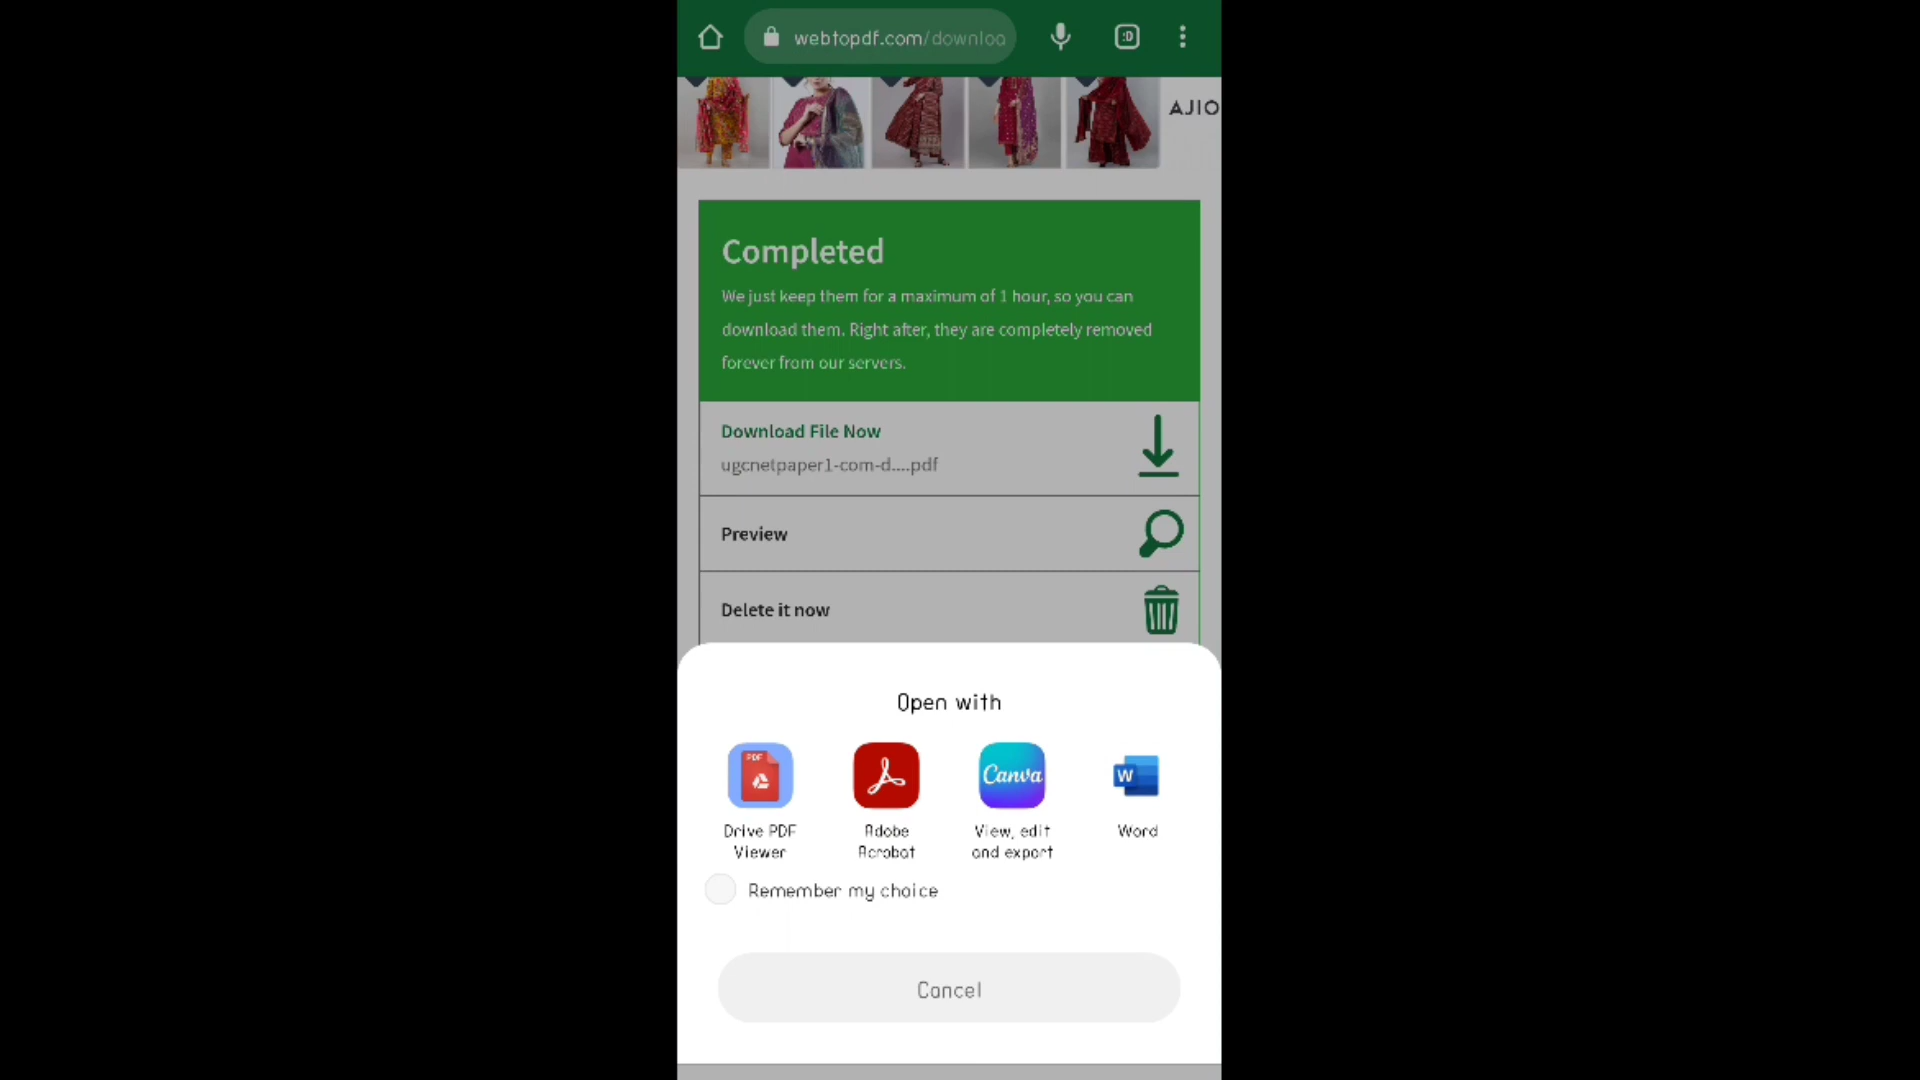 webtopdf.com/downloa
:D
AJIO
Completed
We just keep them for a maximum of 1 hour, so you can
download them. Right after, they are completely removed
forever from our servers.
Download File Now
ugcnetpaper1-com-d....pdf
Preview
Delete it now
Open with
PDF
Canva
W
Drive PDF
Viewer
Adobe
Acrobat
View, edit
and export
Word
Remember my choice
Cancel